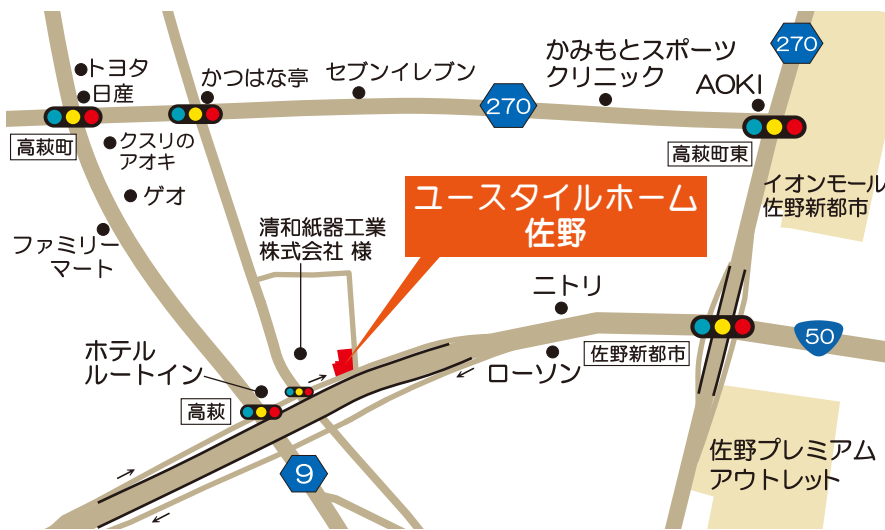 トヨタ
日産
かつはな亭
セブンイレブン
270
かみもとスポーツ
クリニック
AOKI
270
高萩町
クスリの
アオキ
高萩町東
ゲオ
ファミリー
マート
清和紙器工業
株式会社 様
ユースタイルホーム
佐野
イオンモール
佐野新都市
ニトリ
ローソン
佐野新都市
50
ホテル
ルートイン
高萩
9
佐野プレミアム
アウトレット